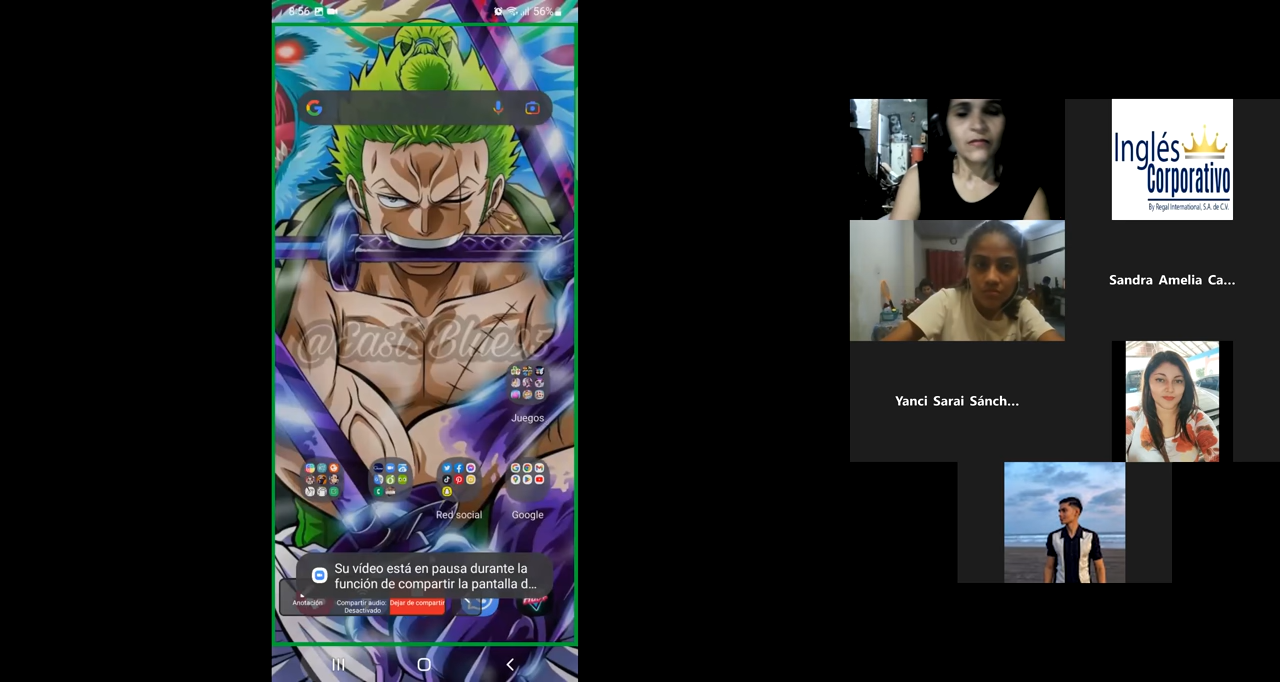 8:56
56%
@EastsBlue95
Juegos
Red social
Google
Su vídeo está en pausa durante la
función de compartir la pantalla d...
Anotación
Compartir audio:
Desactivado
Dejar de compartir
Inglés
Corporativo
By Regal International, S.A. de C.V.
Sandra Amelia Ca...
Yanci Sarai Sánch...